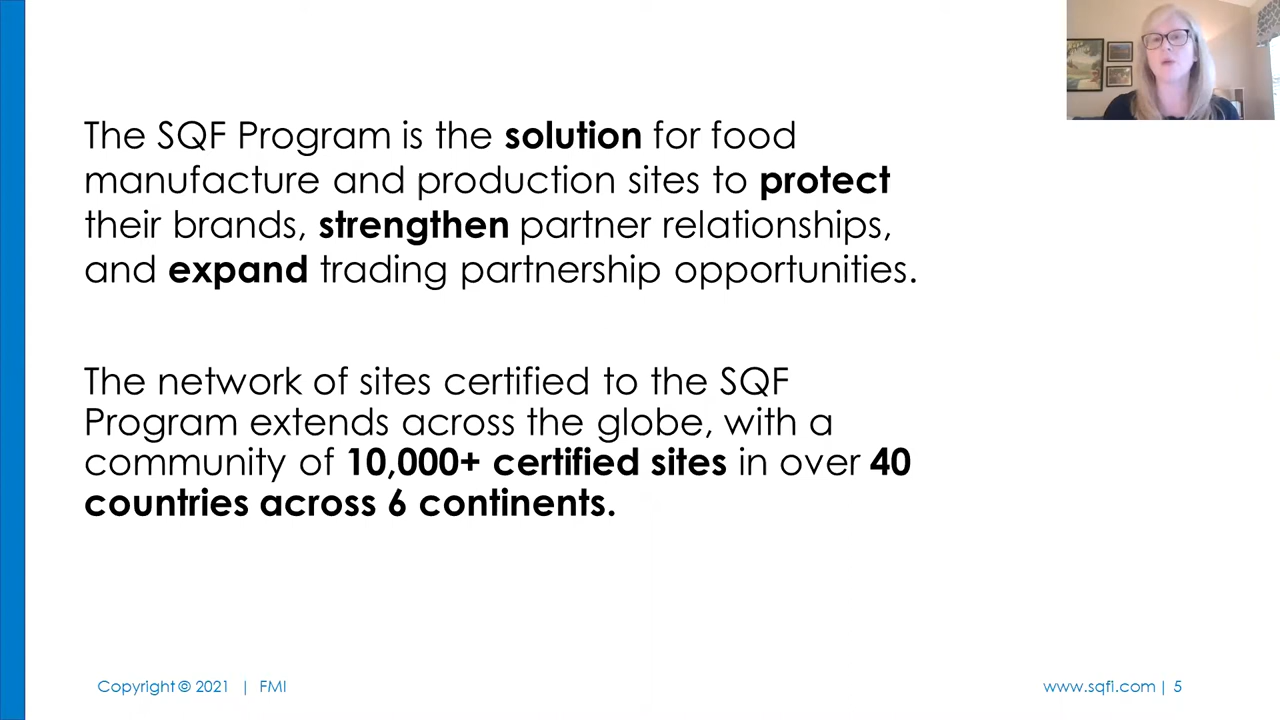 The SQF Program is the solution for food
manufacture and production sites to protect
their brands, strengthen partner relationships,
and expand trading partnership opportunities.
The network of sites certified to the SQF
Program extends across the globe, with a
community of 10,000+ certified sites in over 40
countries across 6 continents.
Copyright © 2021 | FMI
www.sqfi.com | 5